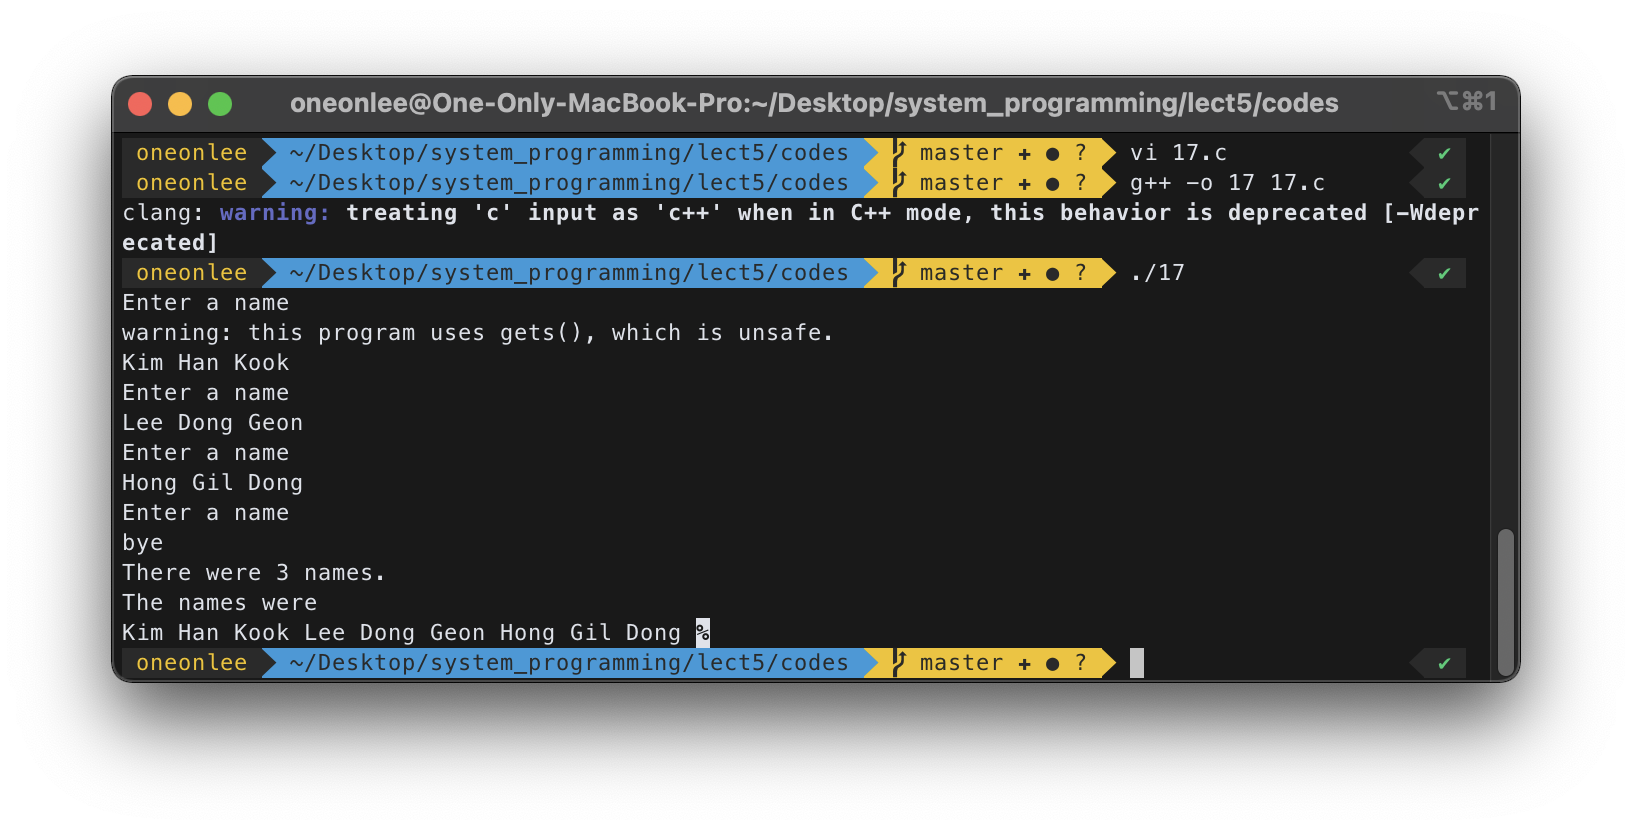 oneonlee@One-Only-MacBook-Pro:~/Desktop/system_programming/lect5/codes ⌥⌘1
oneonlee ~/Desktop/system_programming/lect5/codes master ✚ ● ? vi 17.c ✔
oneonlee ~/Desktop/system_programming/lect5/codes master ✚ ● ? g++ -o 17 17.c ✔
clang: warning: treating 'c' input as 'c++' when in C++ mode, this behavior is deprecated [-Wdepr
ecated]
oneonlee ~/Desktop/system_programming/lect5/codes master ✚ ● ? ./17 ✔
Enter a name
warning: this program uses gets(), which is unsafe.
Kim Han Kook
Enter a name
Lee Dong Geon
Enter a name
Hong Gil Dong
Enter a name
bye
There were 3 names.
The names were
Kim Han Kook Lee Dong Geon Hong Gil Dong %
oneonlee ~/Desktop/system_programming/lect5/codes master ✚ ● ? ✔